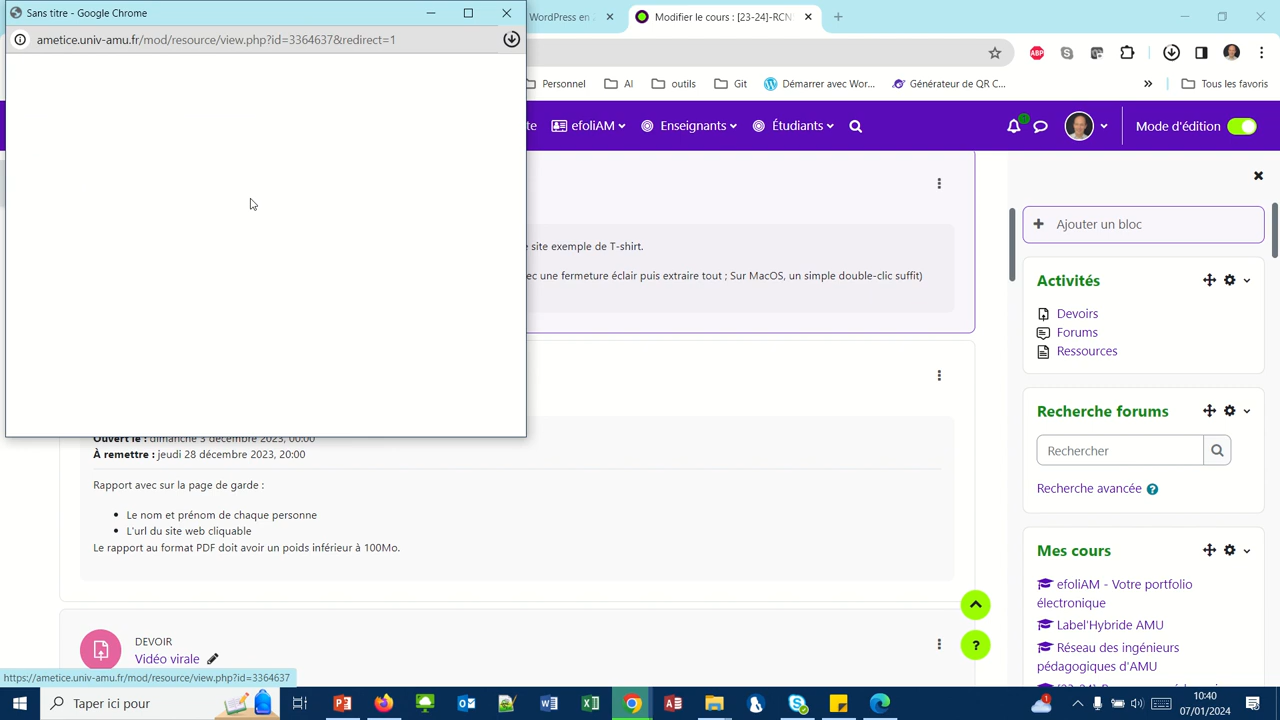 Sans titre - Google Chrome
ametice.univ-amu.fr/mod/resource/view.php?id=3364637&redirect=1
WordPress en
Modifier le cours : [23-24]-RCN
ABP
Personnel
AI
outils
Git
Démarrer avec Wor...
Générateur de QR C...
»
Tous les favoris
te
efoliAM
Enseignants
Étudiants
Mode d'édition
site exemple de T-shirt.
ec une fermeture éclair puis extraire tout ; Sur MacOS, un simple double-clic suffit)
Ouvert le : dimanche 3 décembre 2023, 00:00
À remettre : jeudi 28 décembre 2023, 20:00
Rapport avec sur la page de garde :
Le nom et prénom de chaque personne
L'url du site web cliquable
Le rapport au format PDF doit avoir un poids inférieur à 100Mo.
DEVOIR
Vidéo virale
Ajouter un bloc
Activités
Devoirs
Forums
Ressources
Recherche forums
Rechercher
Recherche avancée
Mes cours
efoliAM - Votre portfolio
électronique
Label'Hybride AMU
Réseau des ingénieurs
pédagogiques d'AMU
https://ametice.univ-amu.fr/mod/resource/view.php?id=3364637
Taper ici pour
10:40
07/01/2024